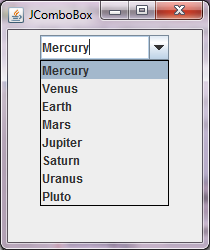 JComboBox
Mercury
Mercury
Venus
Earth
Mars
Jupiter
Saturn
Uranus
Pluto